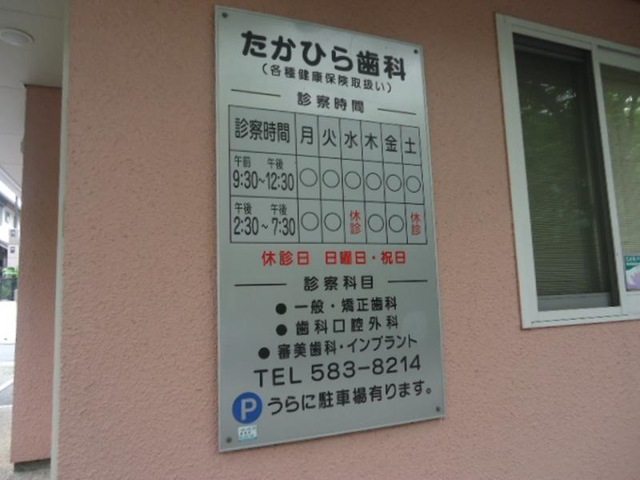 たかひら歯科
（各種健康保険取扱い）
診察時間
診察時間 月 火 水 木 金 土
午前 午後
9:30~12:30 ○ ○ ○ ○ ○ ○
午後 午後
2:30~7:30 ○ ○ 休診 ○ ○ 休診
休診日 日曜日・祝日
診察科目
● 一般・矯正歯科
● 歯科口腔外科
● 審美歯科・インプラント
TEL 583-8214
P うらに駐車場有ります。